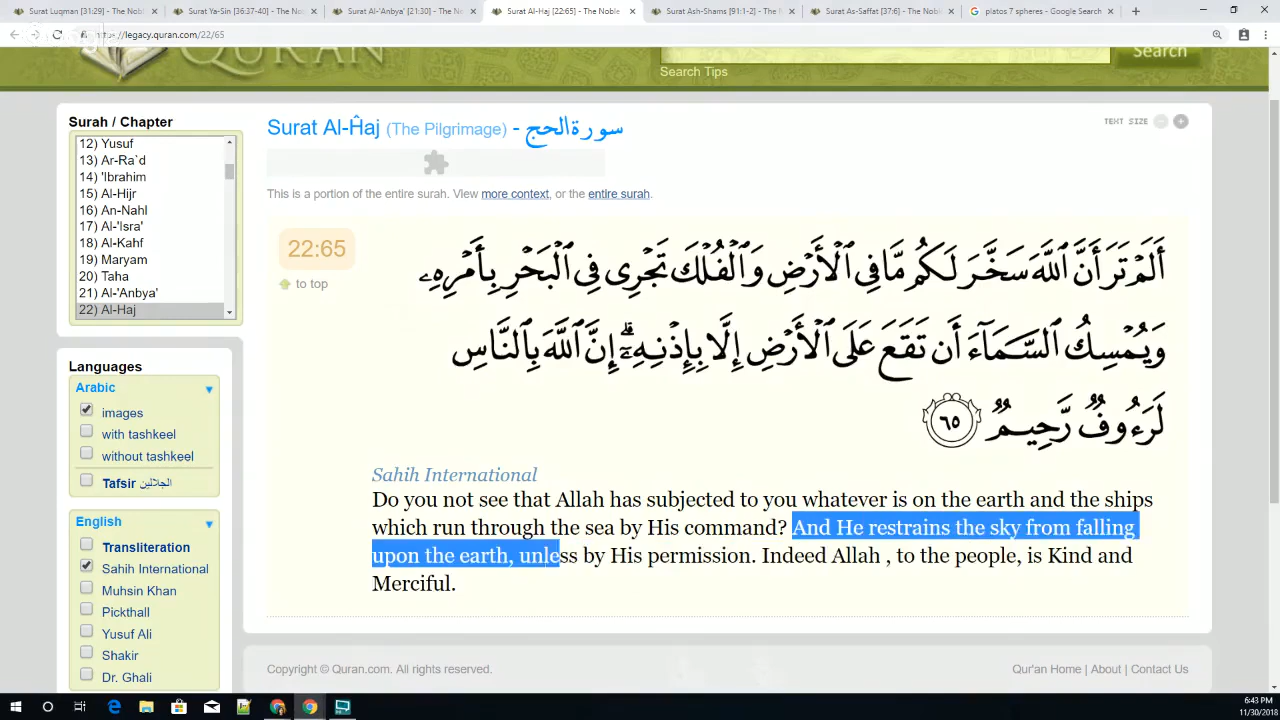 Surah Luqman [31:29] - The Nobl
Surat Ya-Sin [36:37-40] - The No
Surat Al-'Anbya' [21:30] - The N
Surat Al-Haj [22:65] - The Noble
Surat Ash-Shams [91:1-2] - The N
Surat As-Saffat [37:6] - The Nob
platos 7 spheres - Google Search
https://legacy.quran.com/22/65
QURAN
Search
Search Tips
Surah / Chapter
12) Yusuf
13) Ar-Ra`d
14) 'Ibrahim
15) Al-Hijr
16) An-Nahl
17) Al-'Isra'
18) Al-Kahf
19) Maryam
20) Taha
21) Al-'Anbya'
22) Al-Haj
Languages
Arabic
images
with tashkeel
without tashkeel
Tafsir الجلالين
English
Transliteration
Sahih International
Muhsin Khan
Pickthall
Yusuf Ali
Shakir
Dr. Ghali
Surat Al-Ĥaj (The Pilgrimage) - سورة الحج
TEXT SIZE
This is a portion of the entire surah. View more context, or the entire surah.
22:65
to top
أَلَمْ تَرَ أَنَّ ٱللَّهَ سَخَّرَ لَكُم مَّا فِى ٱلْأَرْضِ وَٱلْفُلْكَ تَجْرِى فِى ٱلْبَحْرِ بِأَمْرِهِۦ
وَيُمْسِكُ ٱلسَّمَآءَ أَن تَقَعَ عَلَى ٱلْأَرْضِ إِلَّا بِإِذْنِهِۦٓ ۗ إِنَّ ٱللَّهَ بِٱلنَّاسِ
لَرَءُوفٌ رَّحِيمٌ ٦٥
Sahih International
Do you not see that Allah has subjected to you whatever is on the earth and the ships
which run through the sea by His command? And He restrains the sky from falling
upon the earth, unless by His permission. Indeed Allah , to the people, is Kind and
Merciful.
Copyright © Quran.com. All rights reserved.
Qur'an Home | About | Contact Us
6:43 PM
11/30/2018